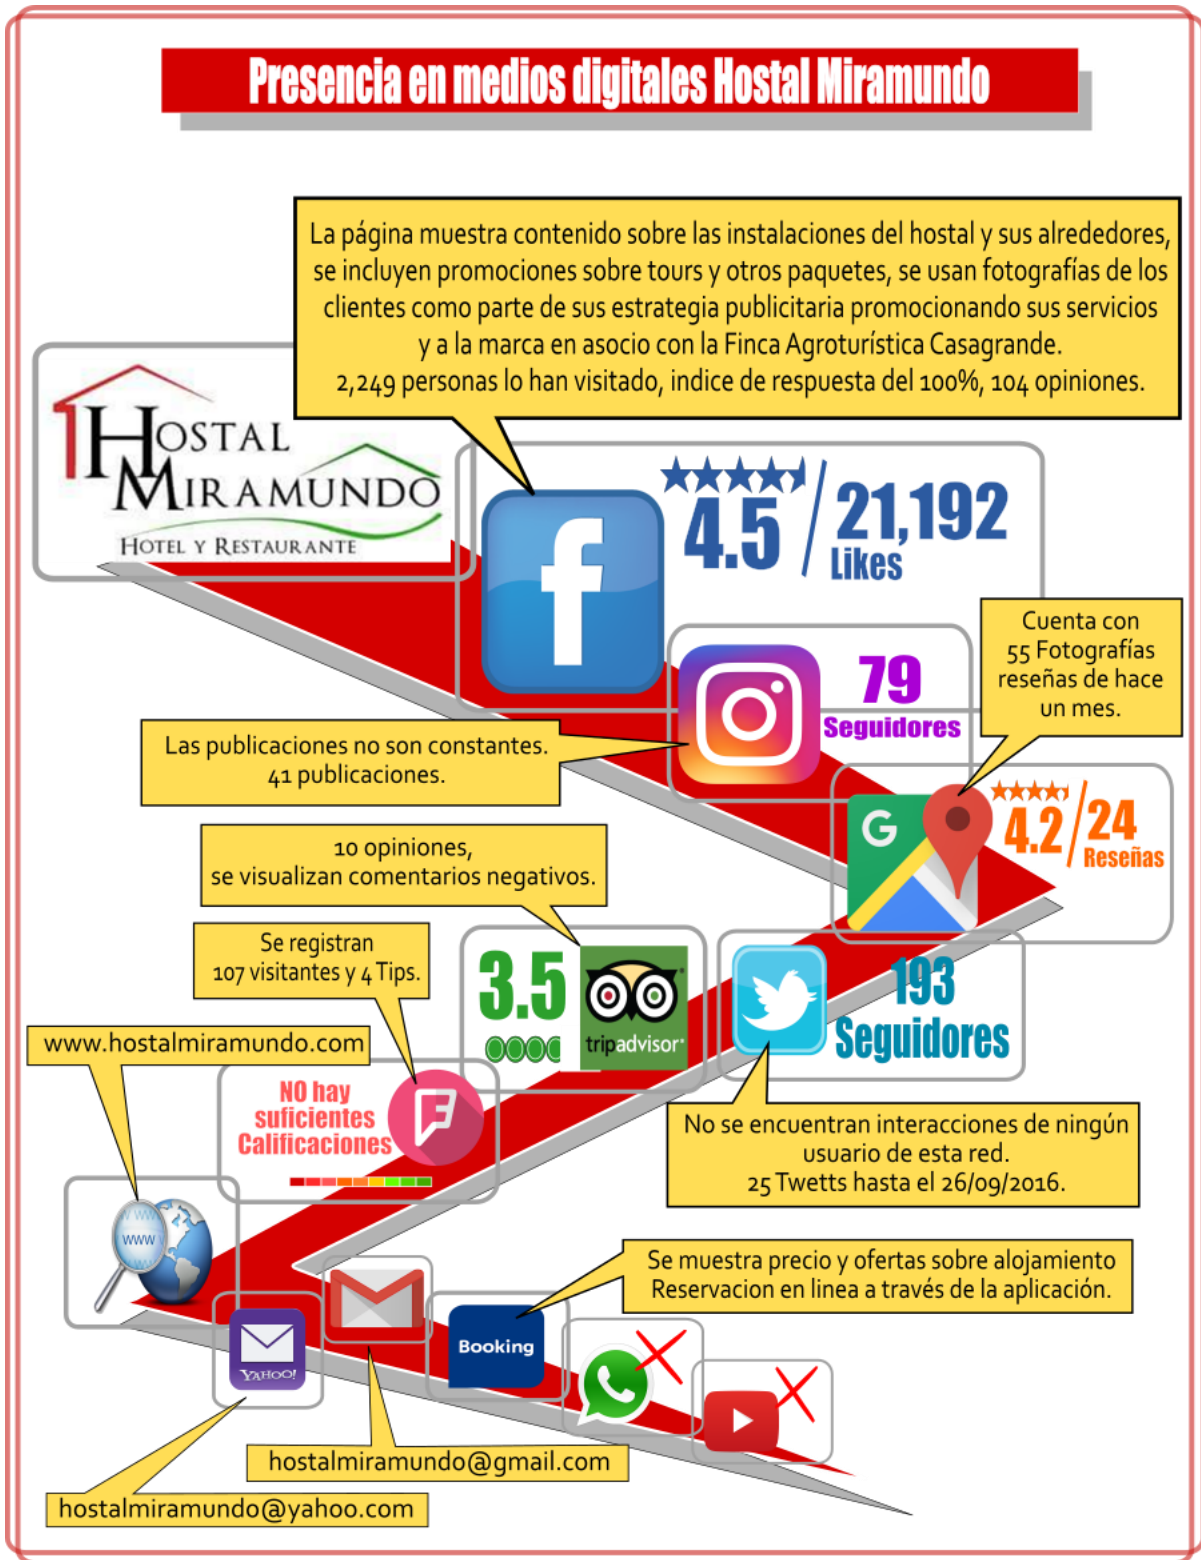 Presencia en medios digitales Hostal Miramundo
La página muestra contenido sobre las instalaciones del hostal y sus alrededores,
se incluyen promociones sobre tours y otros paquetes, se usan fotografías de los
clientes como parte de sus estrategia publicitaria promocionando sus servicios
y a la marca en asocio con la Finca Agroturística Casagrande.
2,249 personas lo han visitado, indice de respuesta del 100%, 104 opiniones.
HOSTAL
MIRAMUNDO
HOTEL Y RESTAURANTE
f
4.5 / 21,192
Likes
Cuenta con
55 Fotografías
reseñas de hace
un mes.
79
Seguidores
Las publicaciones no son constantes.
41 publicaciones.
G
4.2 / 24
Reseñas
10 opiniones,
se visualizan comentarios negativos.
Se registran
107 visitantes y 4 Tips.
3.5
tripadvisor®
193
Seguidores
www.hostalmiramundo.com
NO hay
suficientes
Calificaciones
No se encuentran interacciones de ningún
usuario de esta red.
25 Twetts hasta el 26/09/2016.
www
Se muestra precio y ofertas sobre alojamiento
Reservacion en linea a través de la aplicación.
Booking
YAHOO!
hostalmiramundo@gmail.com
hostalmiramundo@yahoo.com